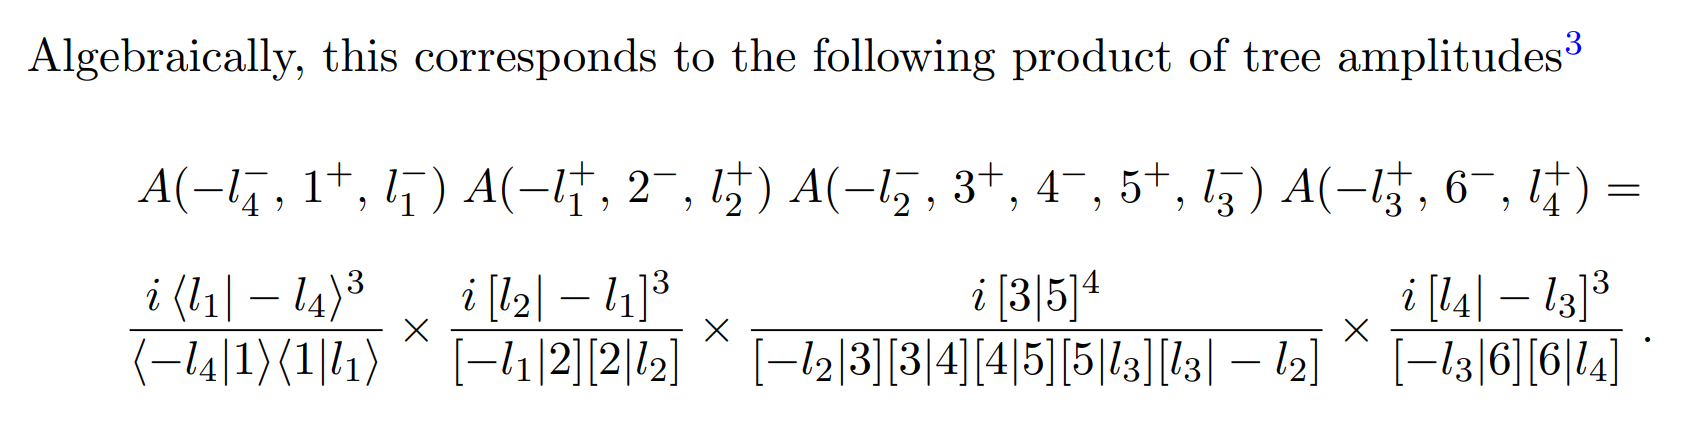 Algebraically, this corresponds to the following product of tree amplitudes³
A(−l₄⁻, 1⁺, l₁⁻) A(−l₁⁺, 2⁻, l₂⁺) A(−l₂⁻, 3⁺, 4⁻, 5⁺, l₃⁻) A(−l₃⁺, 6⁻, l₄⁺) =
i ⟨l₁| − l₄⟩³ / ⟨−l₄|1⟩⟨1|l₁⟩ × i [l₂| − l₁]³ / [−l₁|2][2|l₂] × i [3|5]⁴ / [−l₂|3][3|4][4|5][5|l₃][l₃| − l₂] × i [l₄| − l₃]³ / [−l₃|6][6|l₄] .